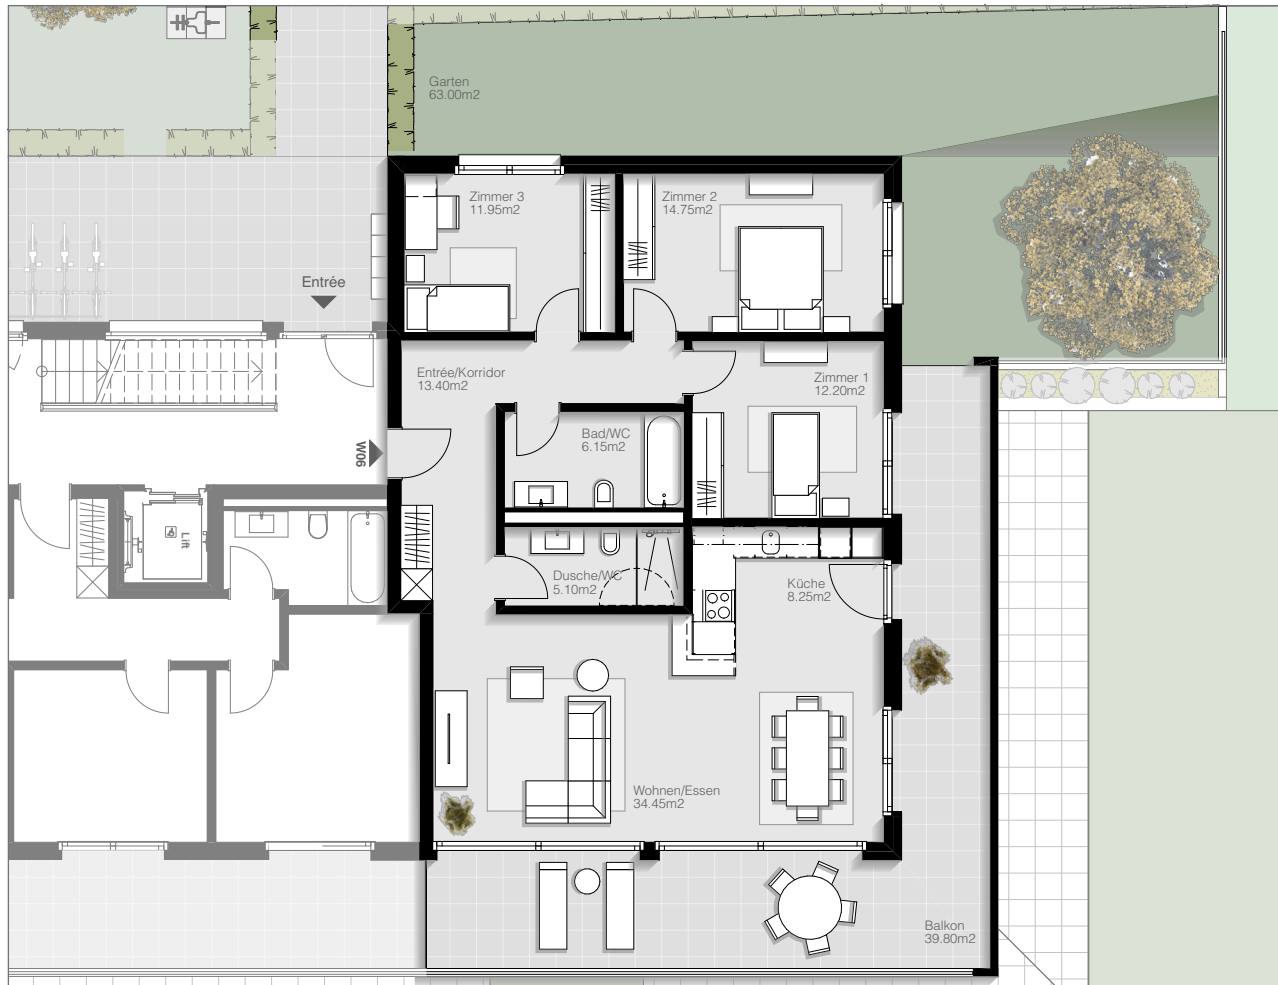 Garten
63.00m2
Zimmer 3
11.95m2
Zimmer 2
14.75m2
Entrée
Entrée/Korridor
13.40m2
Zimmer 1
12.20m2
Bad/WC
6.15m2
W06
Lift
Dusche/WC
5.10m2
Küche
8.25m2
Wohnen/Essen
34.45m2
Balkon
39.80m2